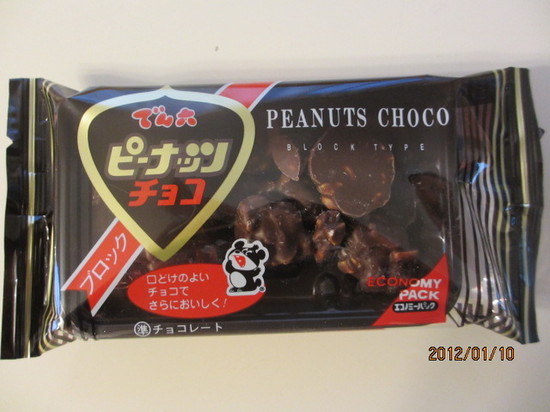 でん六
ピーナッツ
チョコ
PEANUTS CHOCO
BLOCK TYPE
ブロック
口どけのよい
チョコで
さらにおいしく!
準チョコレート
ECONOMY
PACK
エコノミーパック
2012/01/10